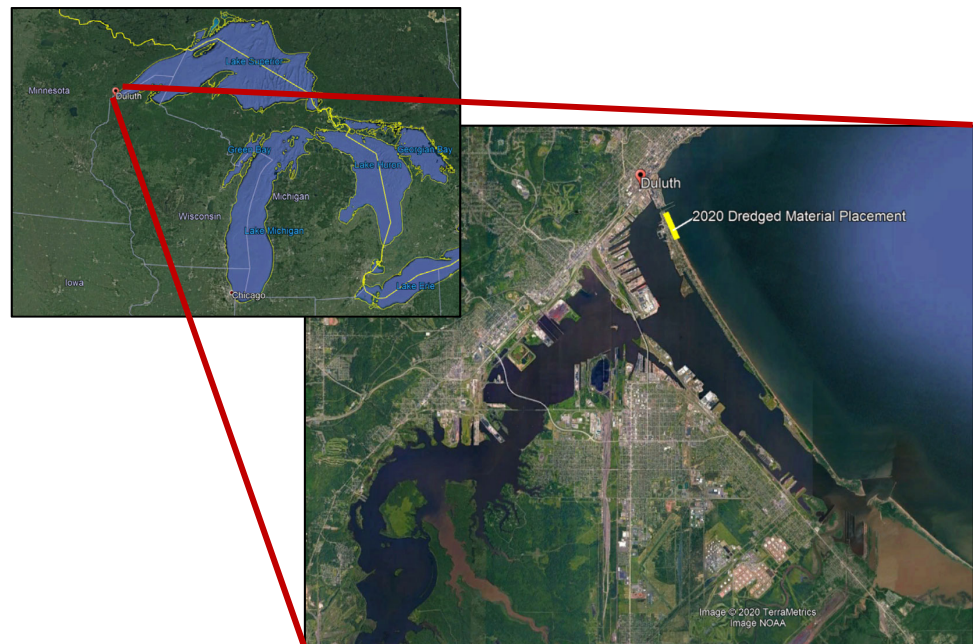 Lake Superior
Minnesota
Duluth
Green Bay
Georgian Bay
Lake Huron
Michigan
Wisconsin
Lake Michigan
Iowa
Lake Erie
Chicago
Duluth
2020 Dredged Material Placement
Image © 2020 TerraMetrics
Image NOAA